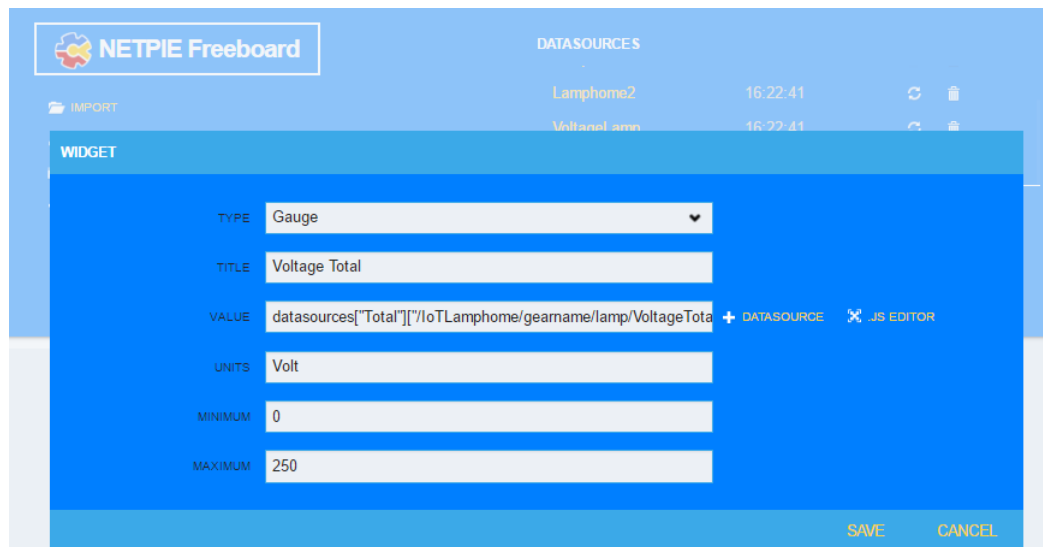 NETPIE Freeboard
DATASOURCES
Lamphome2 16:22:41
IMPORT
VoltageLamp 16:22:41
WIDGET
TYPE Gauge
TITLE Voltage Total
VALUE datasources["Total"]["/IoTLamphome/gearname/lamp/VoltageTota + DATASOURCE .JS EDITOR
UNITS Volt
MINIMUM 0
MAXIMUM 250
SAVE CANCEL